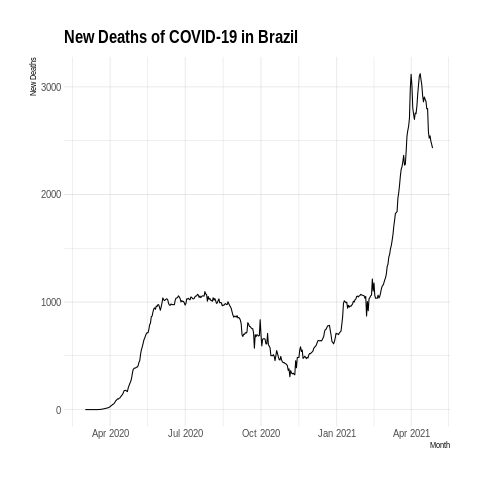 New Deaths of COVID-19 in Brazil
New Deaths
3000
2000
1000
0
Apr 2020 Jul 2020 Oct 2020 Jan 2021 Apr 2021
Month